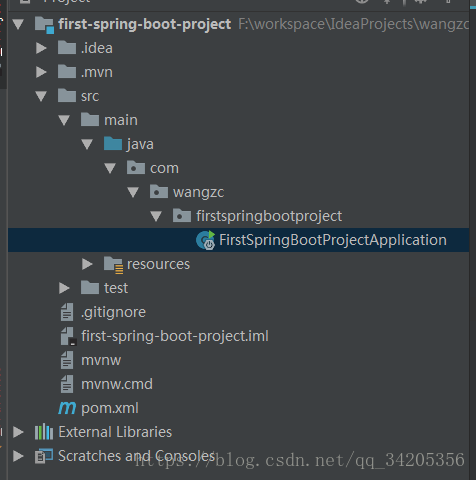 first-spring-boot-project F:\workspace\IdeaProjects\wangzc
.idea
.mvn
src
main
java
com
wangzc
firstspringbootproject
FirstSpringBootProjectApplication
resources
test
.gitignore
first-spring-boot-project.iml
mvnw
mvnw.cmd
pom.xml
External Libraries
Scratches and Consoles
https://blog.csdn.net/qq_34205356